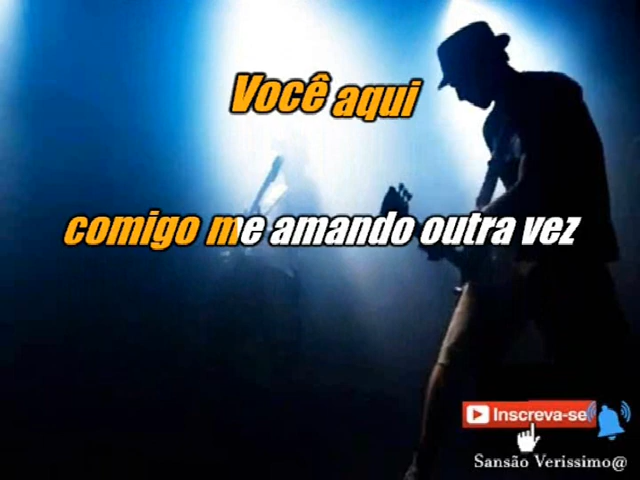 Você aqui
comigo me amando outra vez
Inscreva-se
Sansão Verissimo@